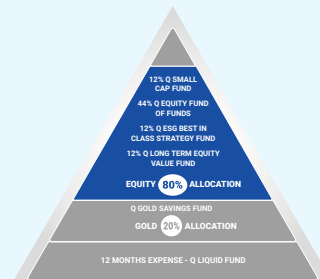 12% Q SMALL
CAP FUND
44% Q EQUITY FUND
OF FUNDS
12% Q ESG BEST IN
CLASS STRATEGY FUND
12% Q LONG TERM EQUITY
VALUE FUND
EQUITY 80% ALLOCATION
Q GOLD SAVINGS FUND
GOLD 20% ALLOCATION
12 MONTHS EXPENSE - Q LIQUID FUND